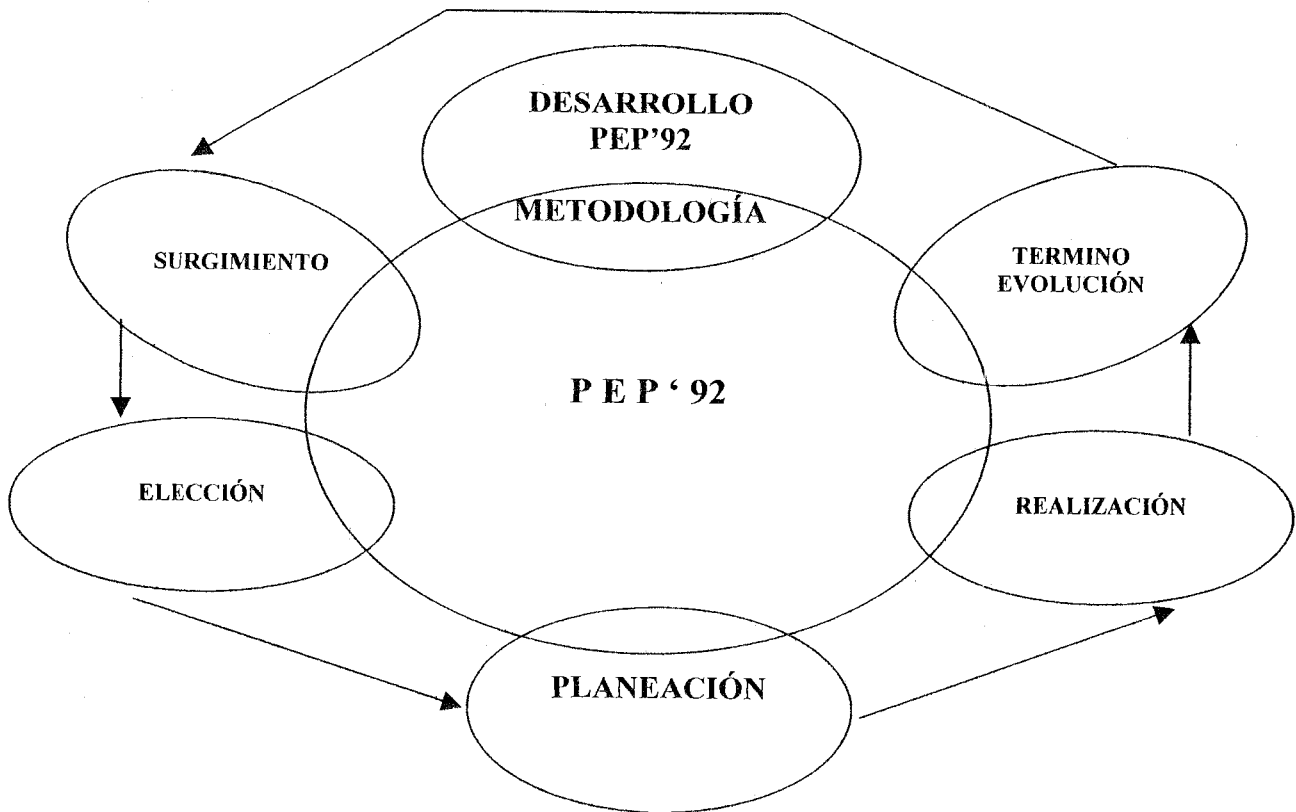 DESARROLLO
PEP'92
METODOLOGÍA
SURGIMIENTO
TERMINO
EVOLUCIÓN
P E P ‘ 92
ELECCIÓN
REALIZACIÓN
PLANEACIÓN